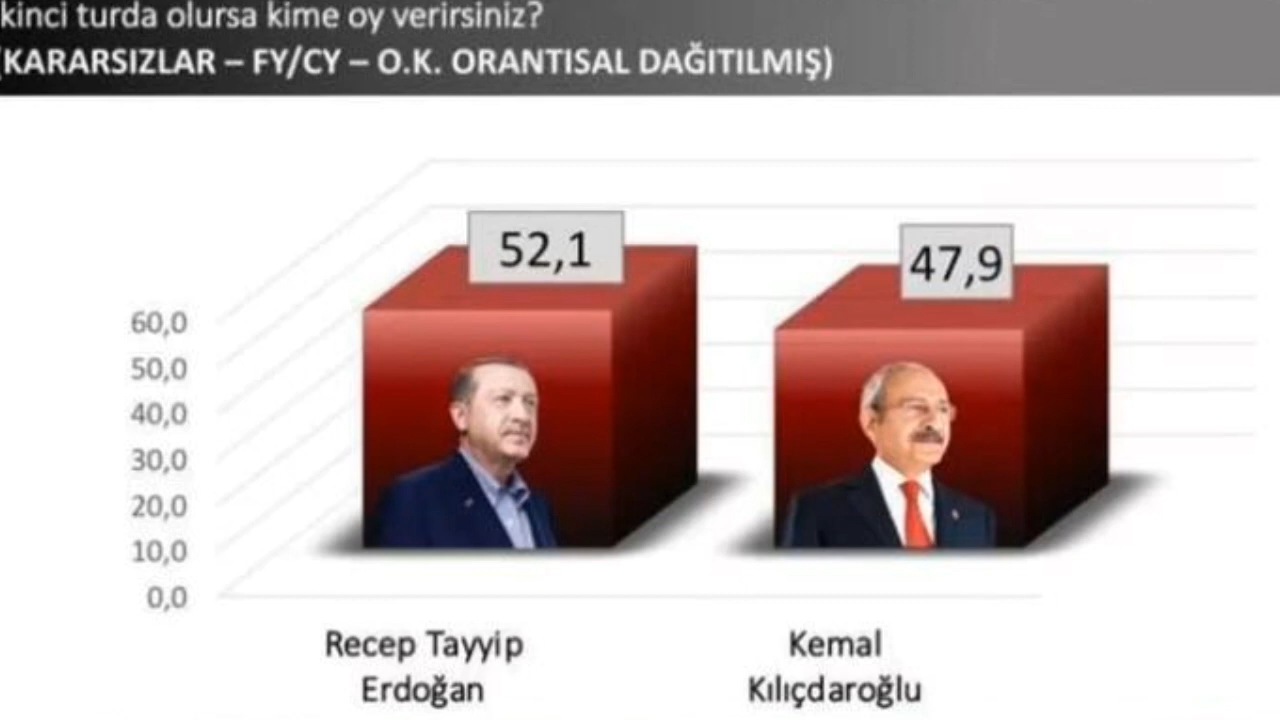 kinci turda olursa kime oy verirsiniz?
(KARARSIZLAR – FY/CY – O.K. ORANTISAL DAĞITILMIŞ)
52,1
47,9
60,0
50,0
40,0
30,0
20,0
10,0
0,0
Recep Tayyip
Erdoğan
Kemal
Kılıçdaroğlu